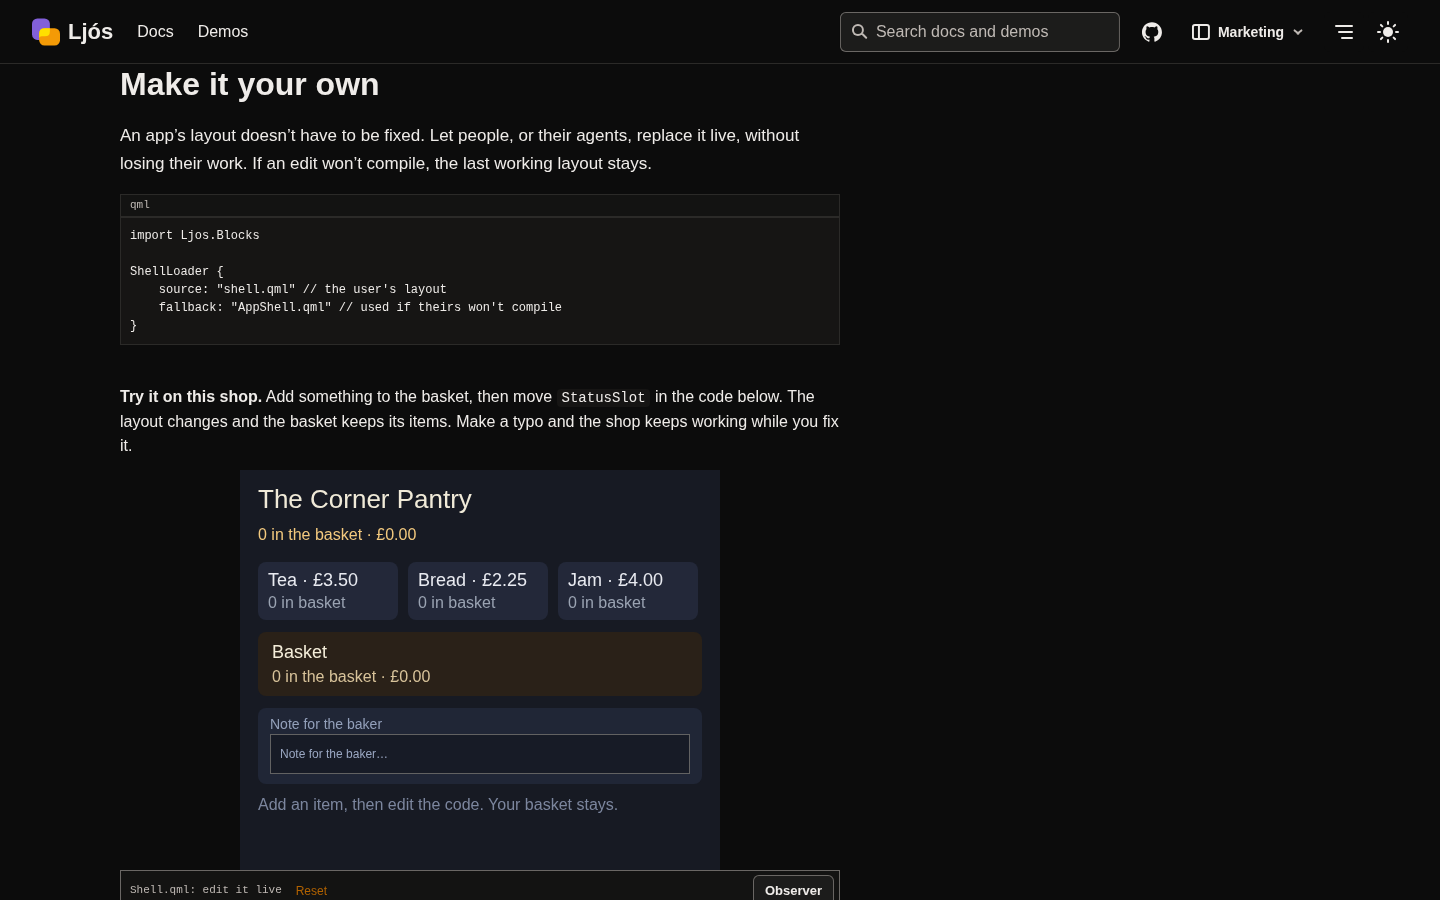 Ljós
Docs
Demos
Search docs and demos
Marketing
Make it your own
An app’s layout doesn’t have to be fixed. Let people, or their agents, replace it live, without
losing their work. If an edit won’t compile, the last working layout stays.
qml
import Ljos.Blocks
ShellLoader {
    source: "shell.qml" // the user's layout
    fallback: "AppShell.qml" // used if theirs won't compile
}
Try it on this shop. Add something to the basket, then move StatusSlot in the code below. The
layout changes and the basket keeps its items. Make a typo and the shop keeps working while you fix
it.
The Corner Pantry
0 in the basket · £0.00
Tea · £3.50
0 in basket
Bread · £2.25
0 in basket
Jam · £4.00
0 in basket
Basket
0 in the basket · £0.00
Note for the baker
Note for the baker…
Add an item, then edit the code. Your basket stays.
Shell.qml: edit it live
Reset
Observer